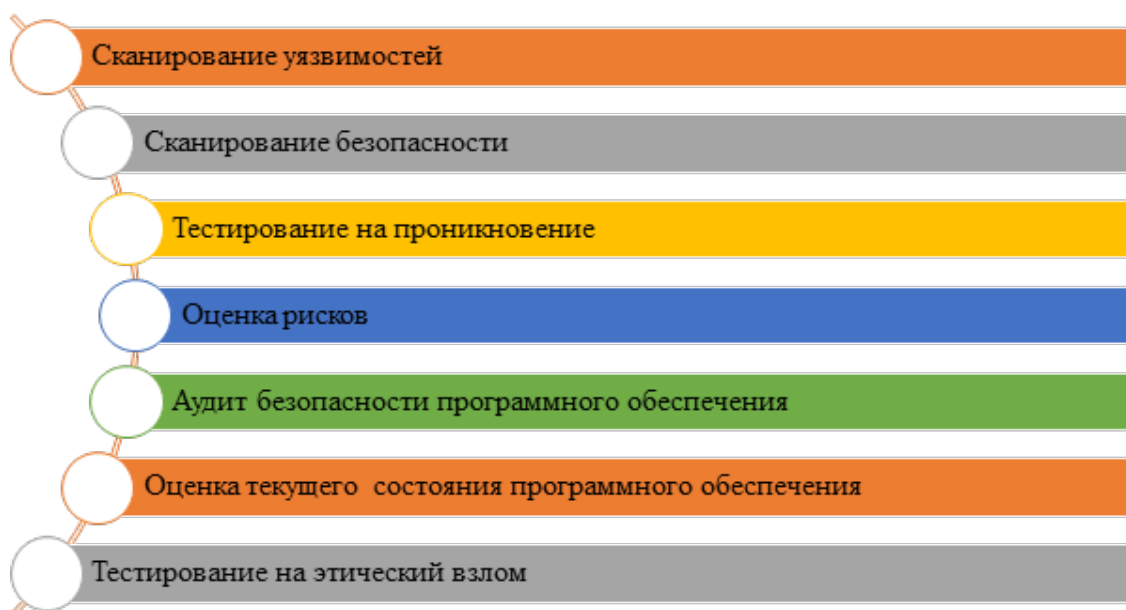 Сканирование уязвимостей
Сканирование безопасности
Тестирование на проникновение
Оценка рисков
Аудит безопасности программного обеспечения
Оценка текущего состояния программного обеспечения
Тестирование на этический взлом